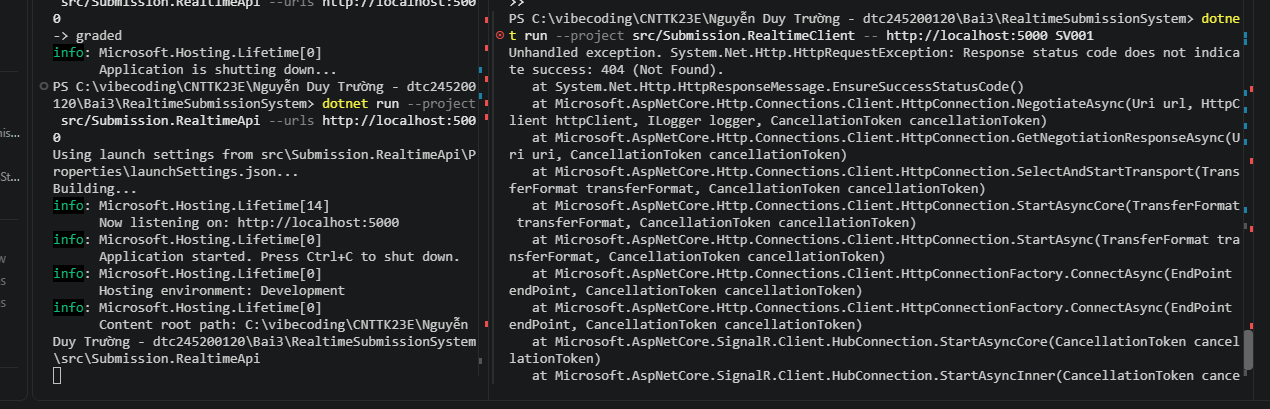 src/Submission.RealtimeApi --urls http://localhost:500
0
-> graded
info: Microsoft.Hosting.Lifetime[0]
Application is shutting down...
PS C:\vibecoding\CNTTK23E\Nguyễn Duy Trường - dtc245200
120\Bai3\RealtimeSubmissionSystem> dotnet run --project
src/Submission.RealtimeApi --urls http://localhost:500
0
Using launch settings from src\Submission.RealtimeApi\P
roperties\launchSettings.json...
Building...
info: Microsoft.Hosting.Lifetime[14]
Now listening on: http://localhost:5000
info: Microsoft.Hosting.Lifetime[0]
Application started. Press Ctrl+C to shut down.
info: Microsoft.Hosting.Lifetime[0]
Hosting environment: Development
info: Microsoft.Hosting.Lifetime[0]
Content root path: C:\vibecoding\CNTTK23E\Nguyễn
Duy Trường - dtc245200120\Bai3\RealtimeSubmissionSystem
\src\Submission.RealtimeApi
>>
PS C:\vibecoding\CNTTK23E\Nguyễn Duy Trường - dtc245200120\Bai3\RealtimeSubmissionSystem> dotne
t run --project src/Submission.RealtimeClient -- http://localhost:5000 SV001
Unhandled exception. System.Net.Http.HttpRequestException: Response status code does not indica
te success: 404 (Not Found).
at System.Net.Http.HttpResponseMessage.EnsureSuccessStatusCode()
at Microsoft.AspNetCore.Http.Connections.Client.HttpConnection.NegotiateAsync(Uri url, HttpC
lient httpClient, ILogger logger, CancellationToken cancellationToken)
at Microsoft.AspNetCore.Http.Connections.Client.HttpConnection.GetNegotiationResponseAsync(U
ri uri, CancellationToken cancellationToken)
at Microsoft.AspNetCore.Http.Connections.Client.HttpConnection.SelectAndStartTransport(Trans
ferFormat transferFormat, CancellationToken cancellationToken)
at Microsoft.AspNetCore.Http.Connections.Client.HttpConnection.StartAsyncCore(TransferFormat
transferFormat, CancellationToken cancellationToken)
at Microsoft.AspNetCore.Http.Connections.Client.HttpConnection.StartAsync(TransferFormat tra
nsferFormat, CancellationToken cancellationToken)
at Microsoft.AspNetCore.Http.Connections.Client.HttpConnectionFactory.ConnectAsync(EndPoint
endPoint, CancellationToken cancellationToken)
at Microsoft.AspNetCore.Http.Connections.Client.HttpConnectionFactory.ConnectAsync(EndPoint
endPoint, CancellationToken cancellationToken)
at Microsoft.AspNetCore.SignalR.Client.HubConnection.StartAsyncCore(CancellationToken cancel
lationToken)
at Microsoft.AspNetCore.SignalR.Client.HubConnection.StartAsyncInner(CancellationToken cance